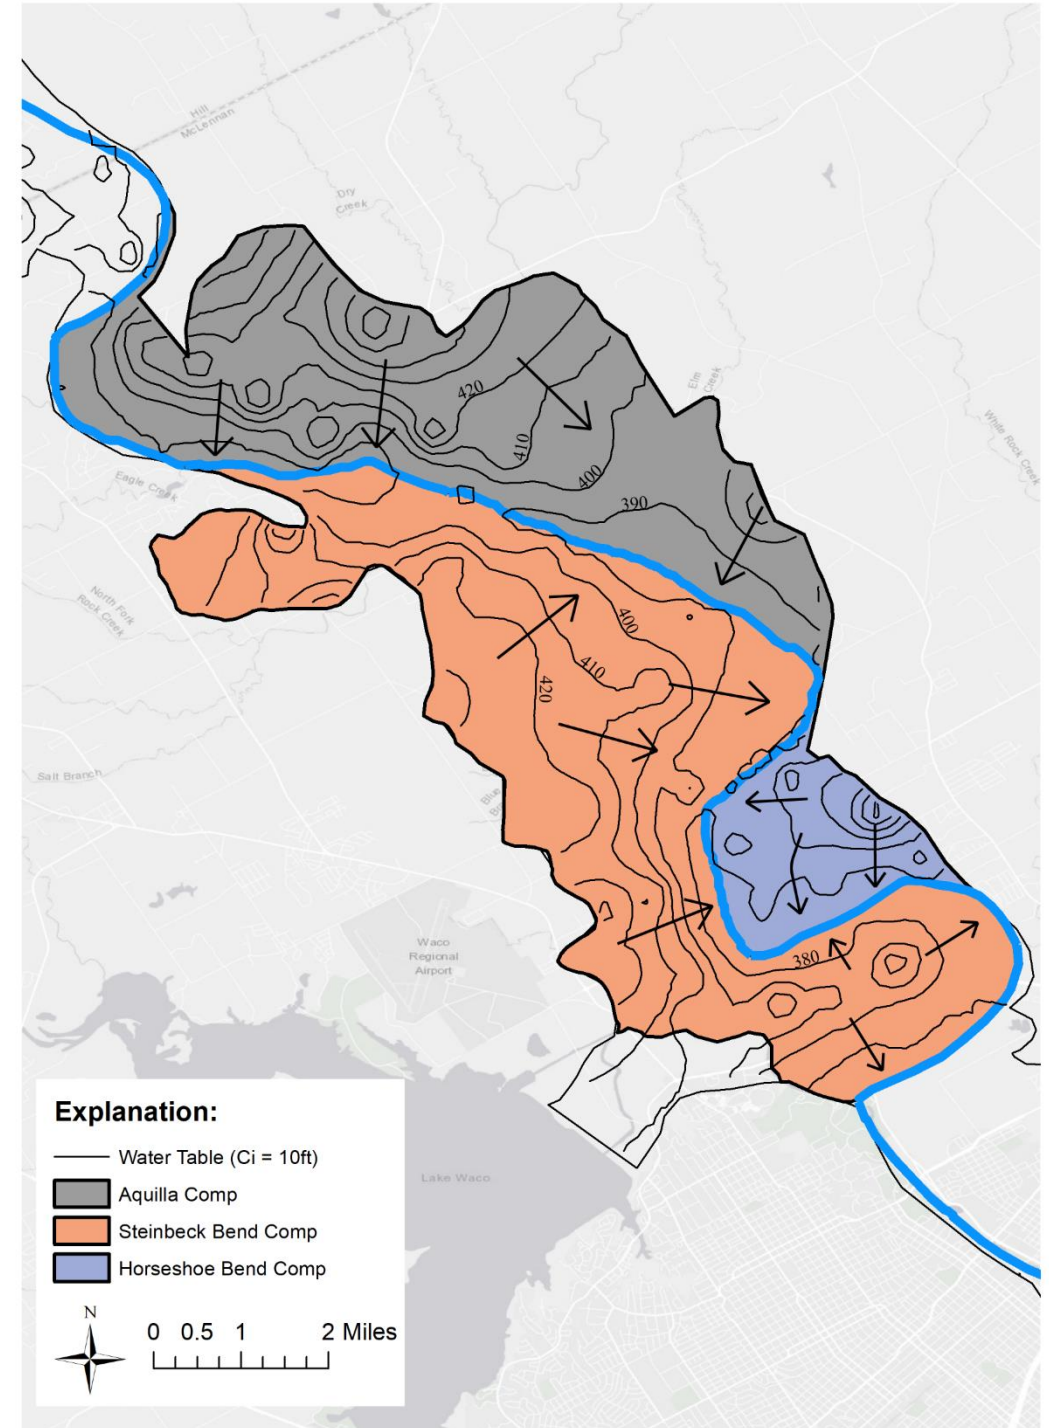 Hill
McLennan
Dry
Creek
Elm
Creek
White Rock Creek
420
410
400
390
Eagle Creek
North Fork
Rock Creek
400
410
420
Salt Branch
Waco
Regional
Airport
380
Lake Waco
Explanation:
Water Table (Ci = 10ft)
Aquilla Comp
Steinbeck Bend Comp
Horseshoe Bend Comp
N
0 0.5 1 2 Miles